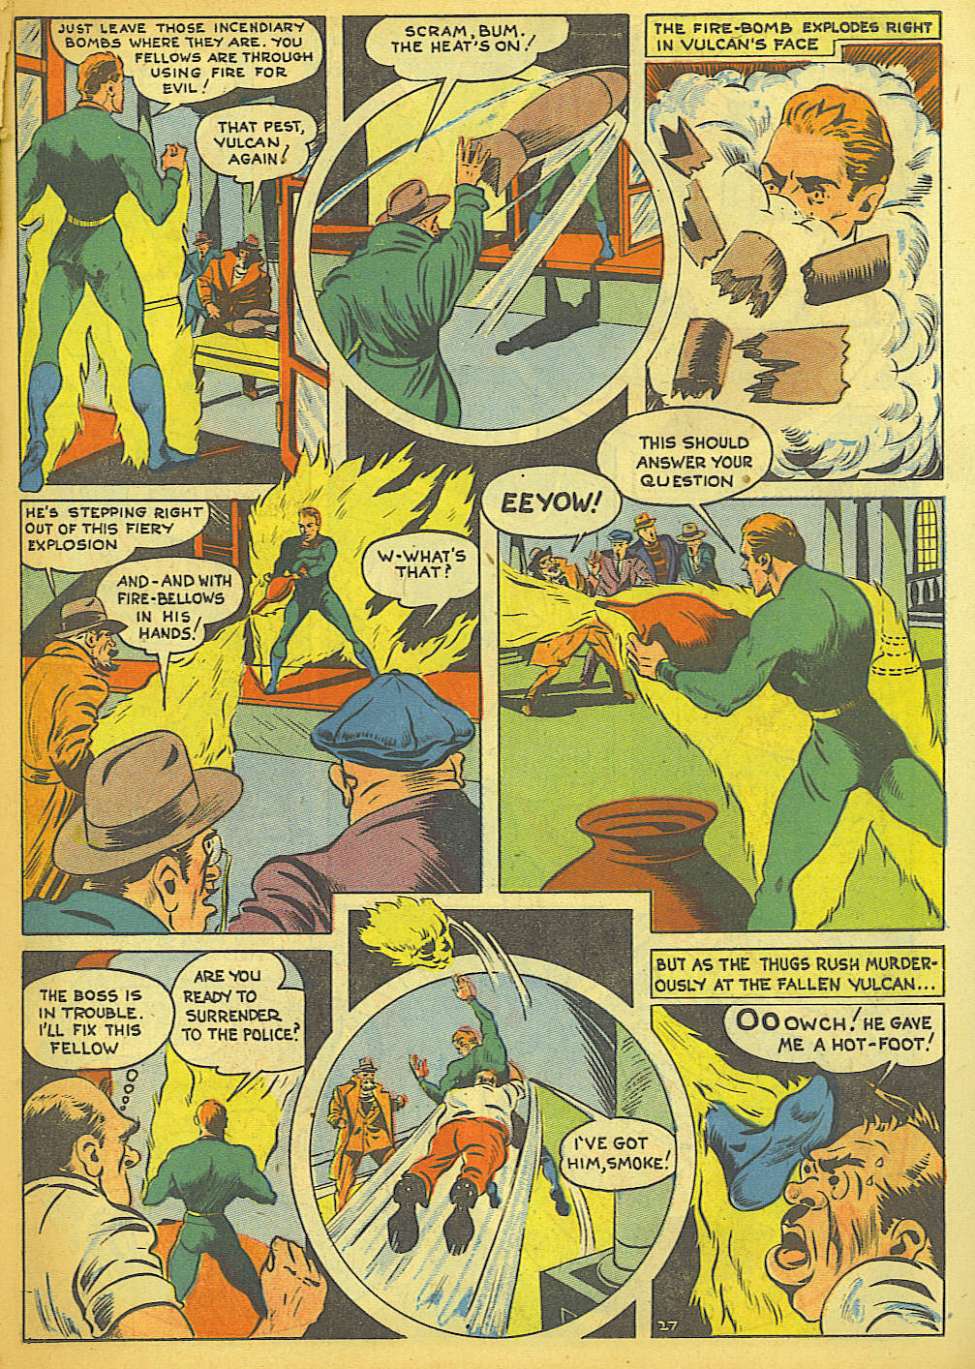 JUST LEAVE THOSE INCENDIARY
BOMBS WHERE THEY ARE. YOU
FELLOWS ARE THROUGH
USING FIRE FOR
EVIL!
THAT PEST,
VULCAN
AGAIN!
SCRAM, BUM.
THE HEAT'S ON!
THE FIRE-BOMB EXPLODES RIGHT
IN VULCAN'S FACE
HE'S STEPPING RIGHT
OUT OF THIS FIERY
EXPLOSION
AND-AND WITH
FIRE-BELLOWS
IN HIS
HANDS!
W-WHAT'S
THAT?
EEYOW!
THIS SHOULD
ANSWER YOUR
QUESTION
THE BOSS IS
IN TROUBLE.
I'LL FIX THIS
FELLOW
ARE YOU
READY TO
SURRENDER
TO THE POLICE?
I'VE GOT
HIM, SMOKE!
BUT AS THE THUGS RUSH MURDER-
OUSLY AT THE FALLEN VULCAN...
OOOWCH! HE GAVE
ME A HOT-FOOT!
27